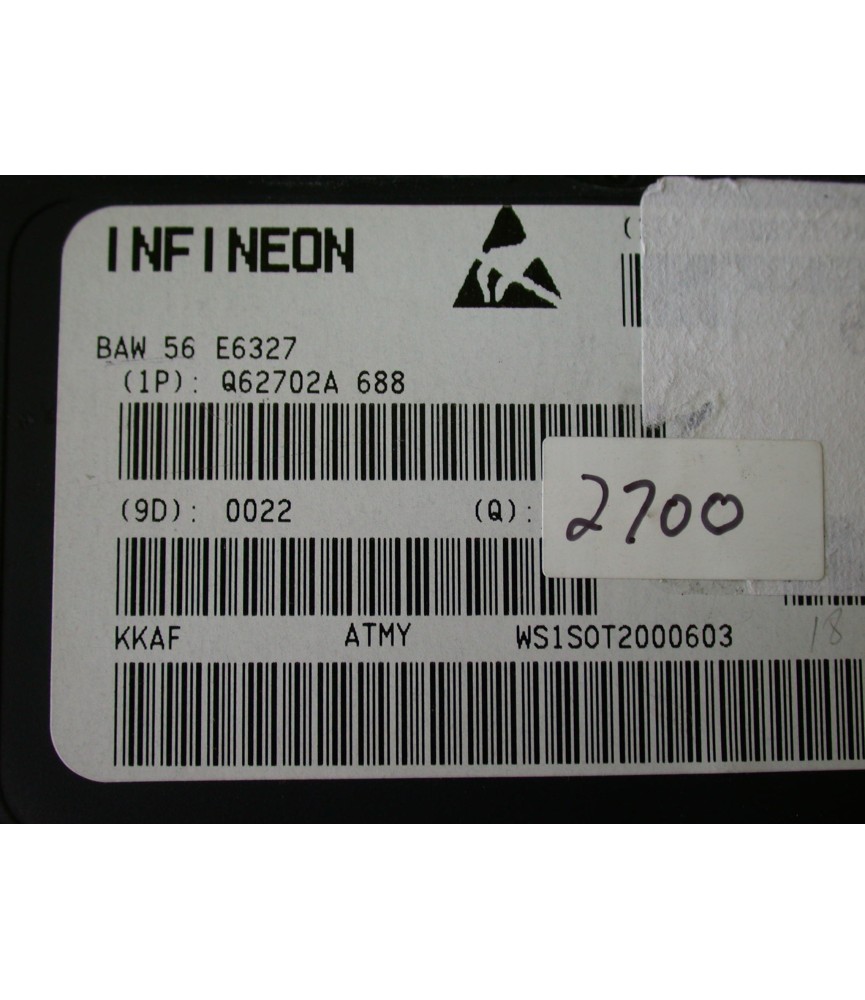 INFINEON
BAW 56 E6327
(1P): Q62702A 688
(9D): 0022 (Q):
2700
KKAF ATMY WS1SOT2000603
18